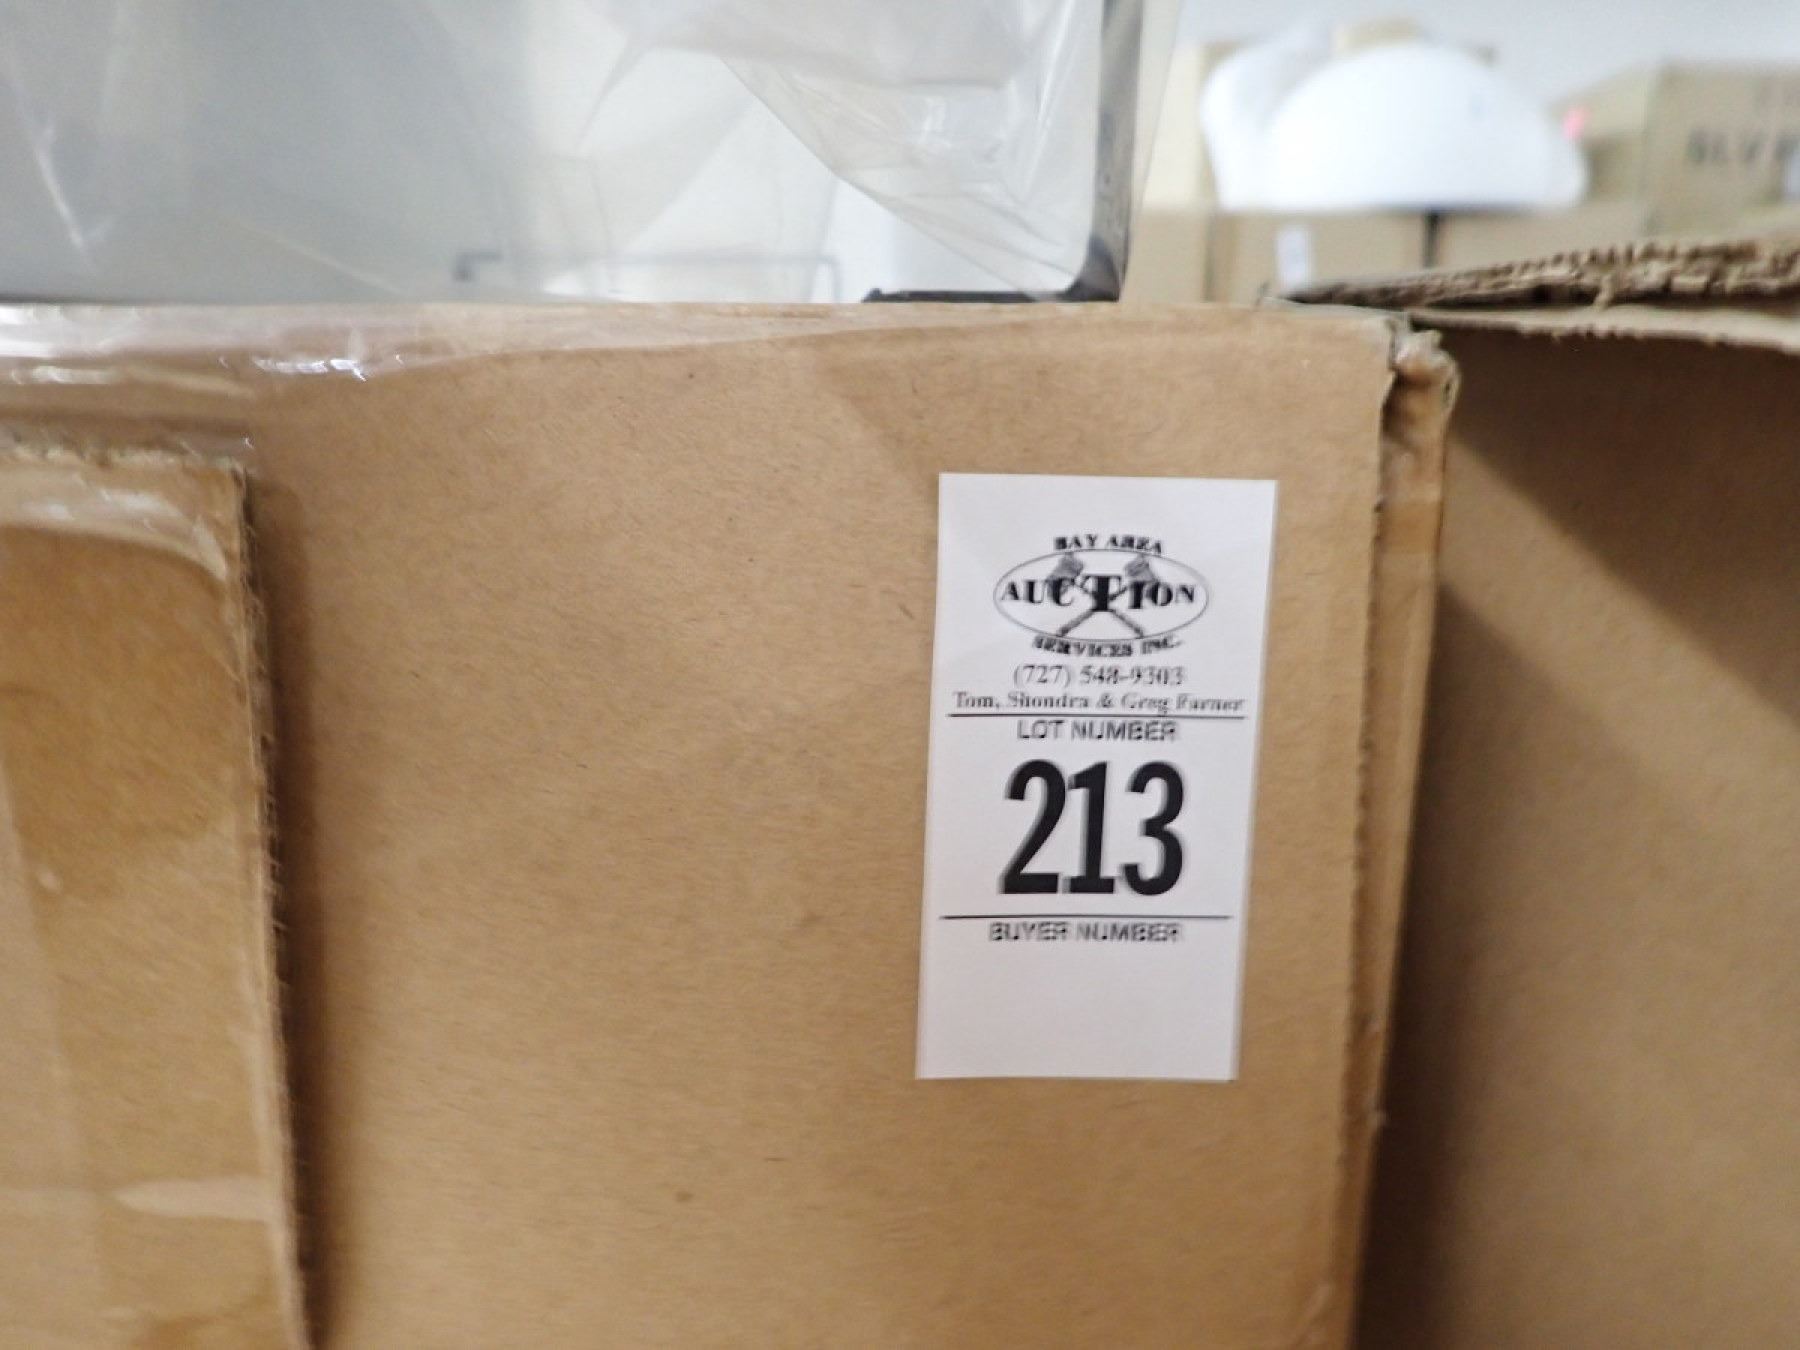 BAY AREA
AUCTION
SERVICES INC.
(727) 548-9303
Tom, Shondra & Greg Farner
LOT NUMBER
213
BUYER NUMBER